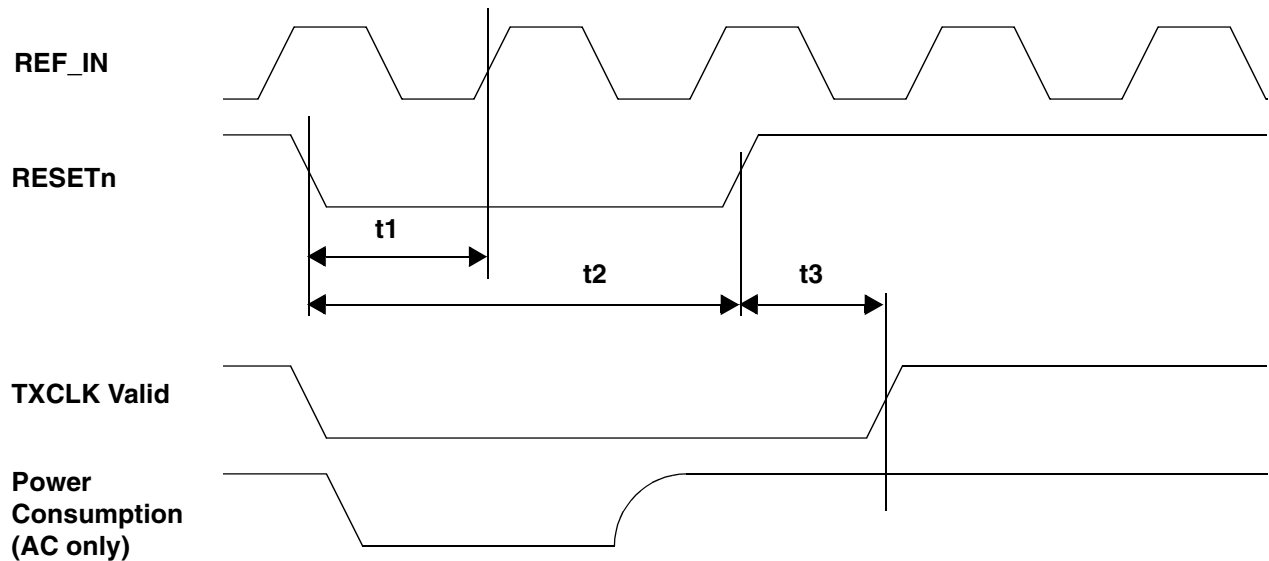 REF_IN
RESETn
t1
t2
t3
TXCLK Valid
Power
Consumption
(AC only)